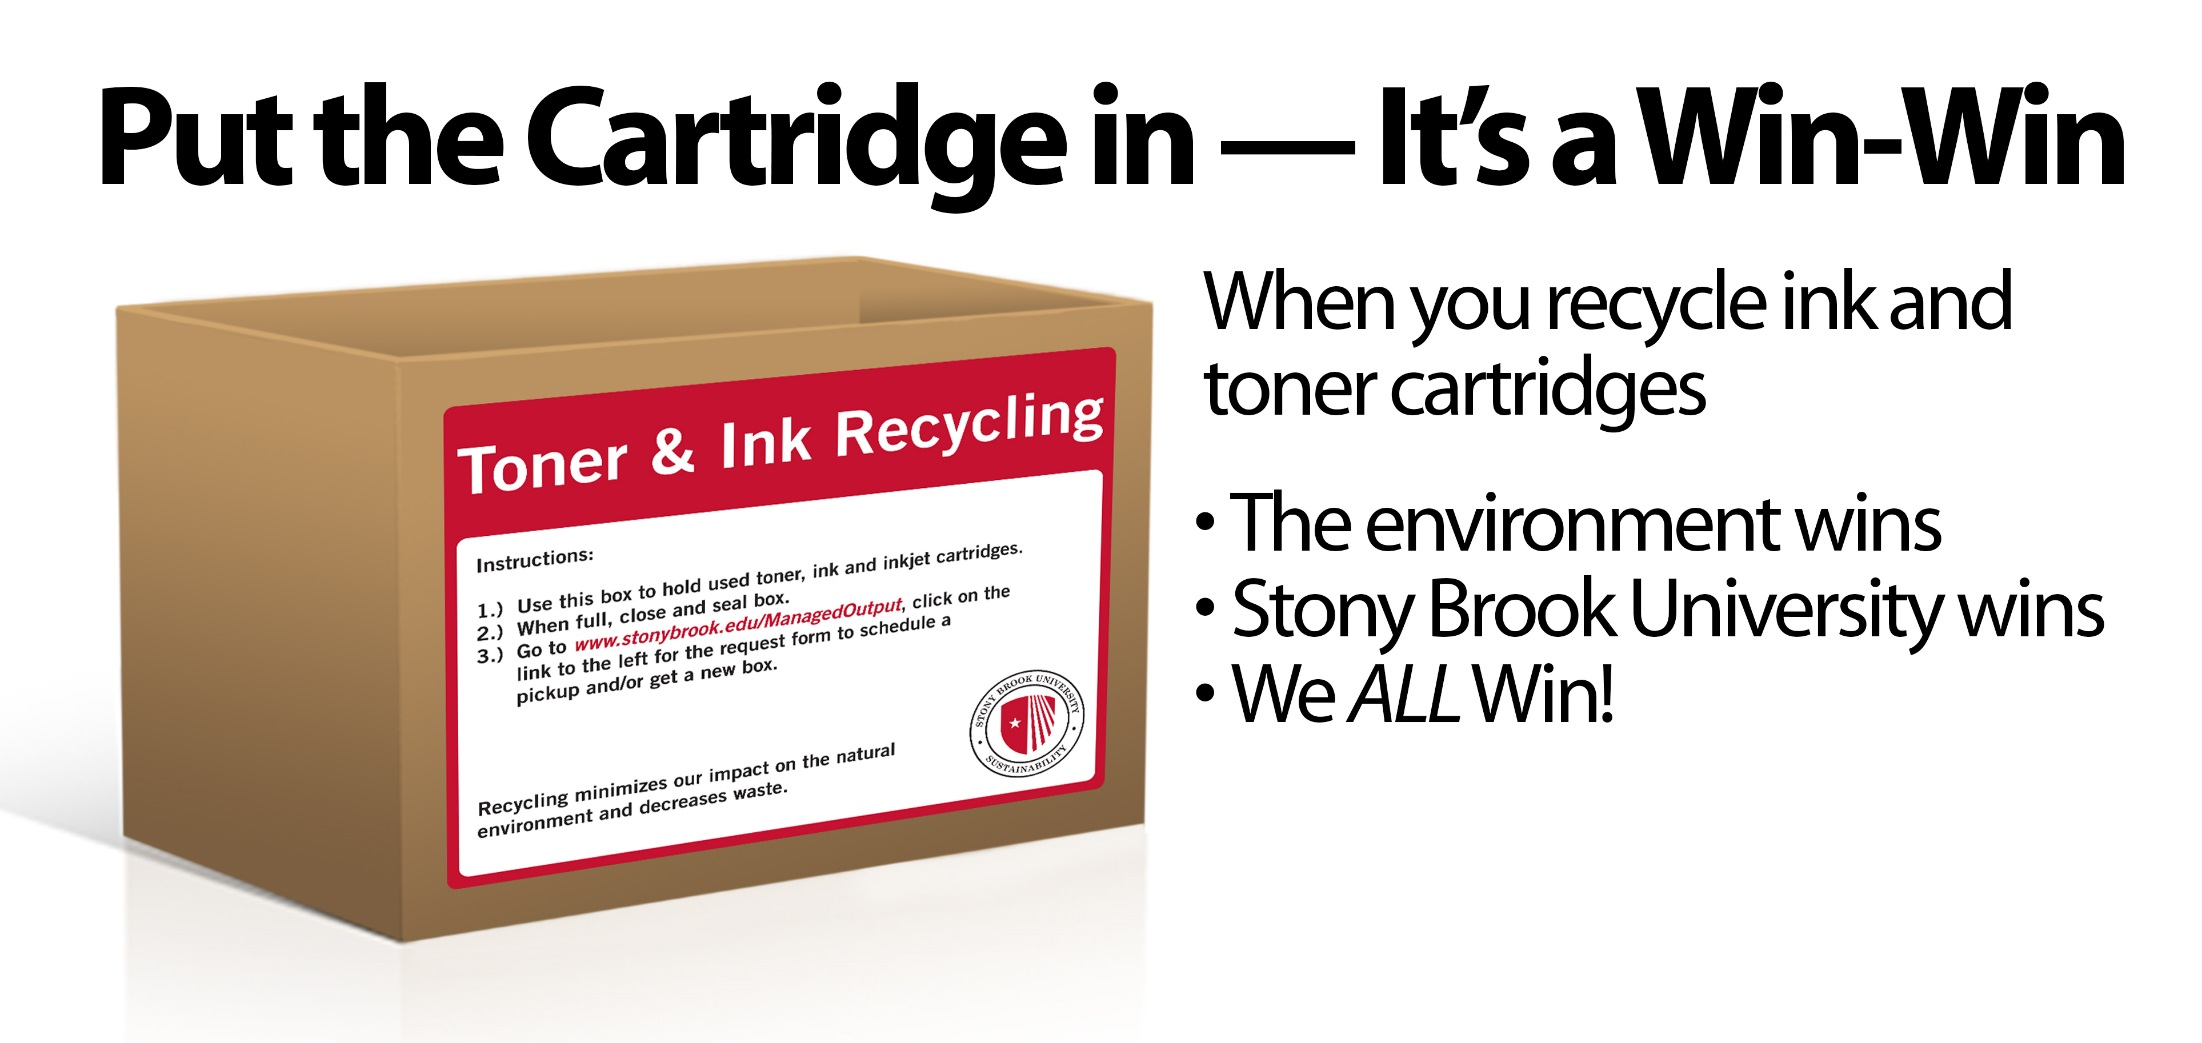 Put the Cartridge in — It’s a Win-Win
Toner & Ink Recycling
Instructions:
1.) Use this box to hold used toner, ink and inkjet cartridges.
2.) When full, close and seal box.
3.) Go to www.stonybrook.edu/ManagedOutput, click on the
link to the left for the request form to schedule a
pickup and/or get a new box.
Recycling minimizes our impact on the natural
environment and decreases waste.
STONY BROOK UNIVERSITY
SUSTAINABILITY
When you recycle ink and
toner cartridges
• The environment wins
• Stony Brook University wins
• We ALL Win!